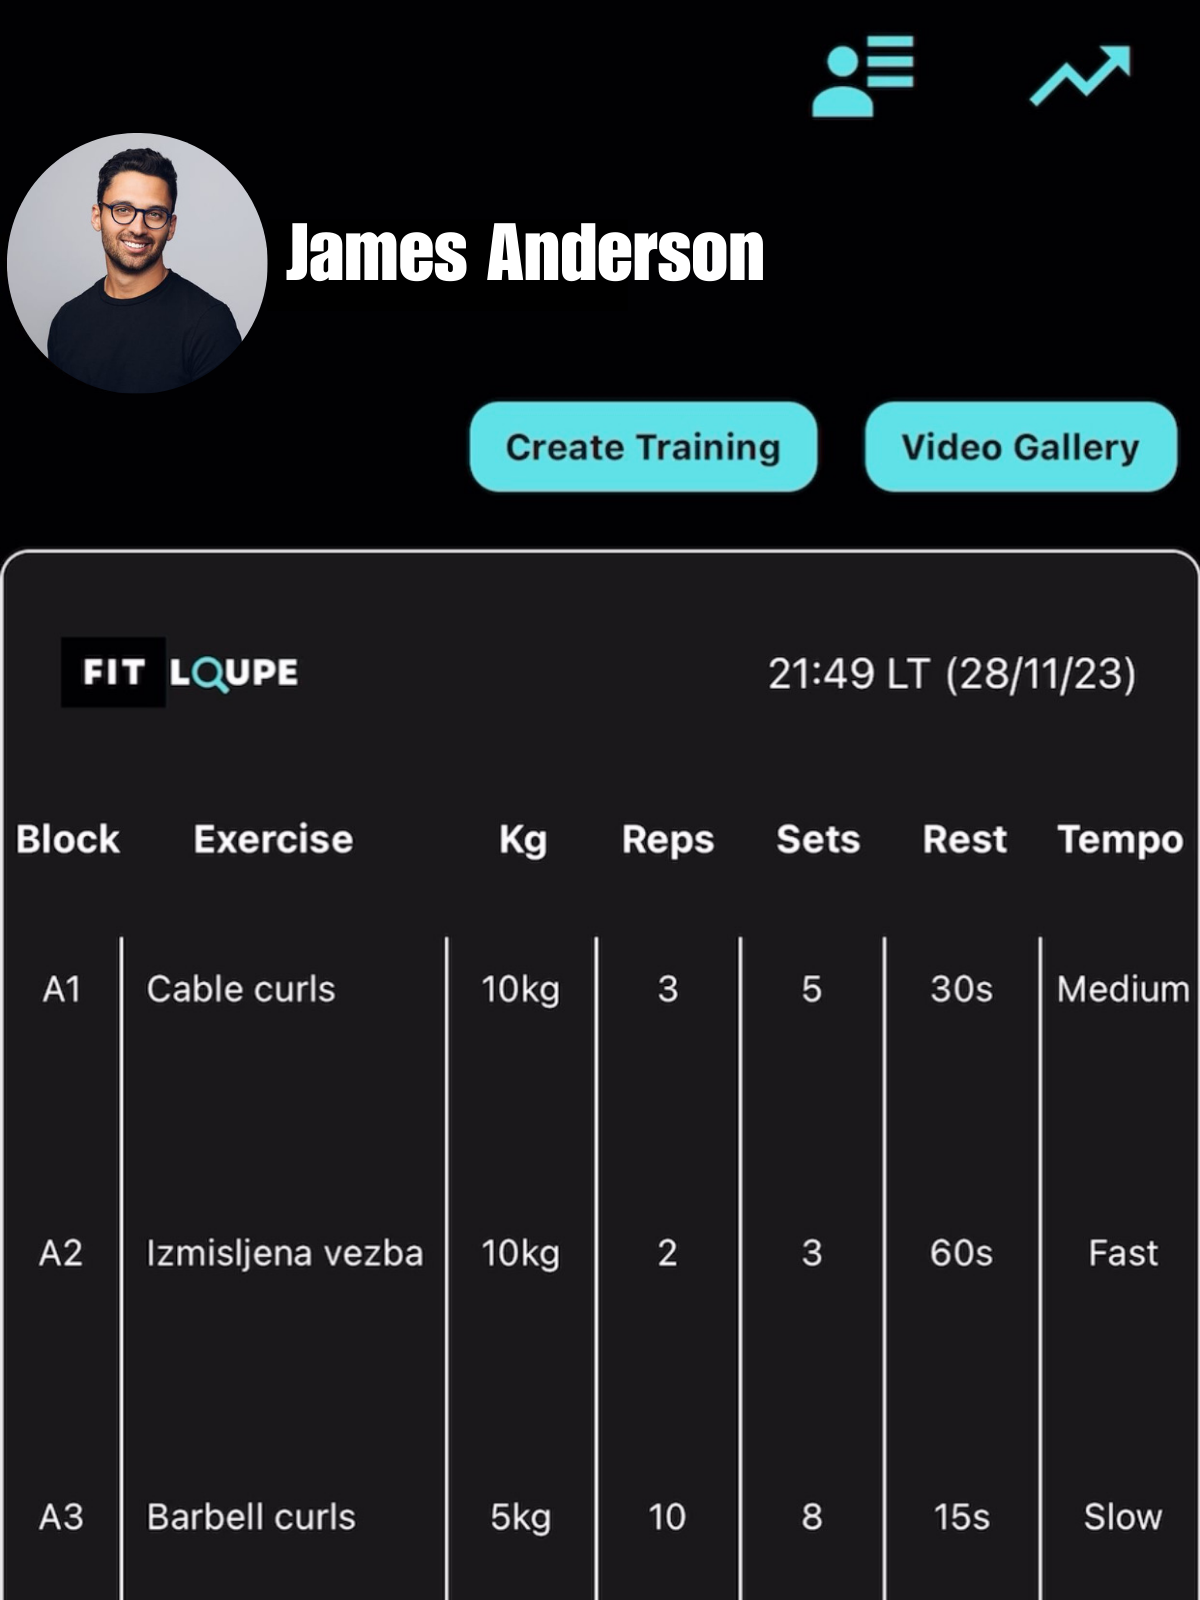 James Anderson
Create Training Video Gallery
FIT LOUPE 21:49 LT (28/11/23)
Block Exercise Kg Reps Sets Rest Tempo
A1 Cable curls 10kg 3 5 30s Medium
A2 Izmisljena vezba 10kg 2 3 60s Fast
A3 Barbell curls 5kg 10 8 15s Slow